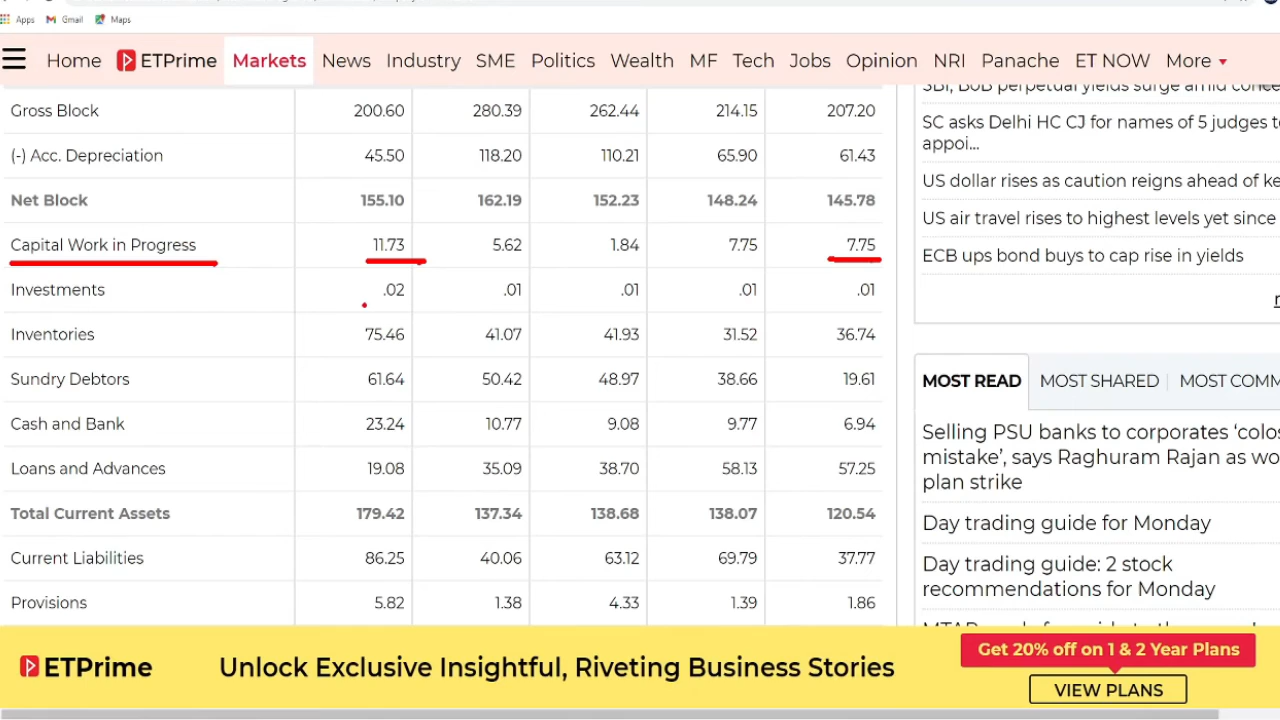 Apps Gmail Maps
Home ETPrime Markets News Industry SME Politics Wealth MF Tech Jobs Opinion NRI Panache ET NOW More
Gross Block 200.60 280.39 262.44 214.15 207.20
(-) Acc. Depreciation 45.50 118.20 110.21 65.90 61.43
Net Block 155.10 162.19 152.23 148.24 145.78
Capital Work in Progress 11.73 5.62 1.84 7.75 7.75
Investments .02 .01 .01 .01 .01
Inventories 75.46 41.07 41.93 31.52 36.74
Sundry Debtors 61.64 50.42 48.97 38.66 19.61
Cash and Bank 23.24 10.77 9.08 9.77 6.94
Loans and Advances 19.08 35.09 38.70 58.13 57.25
Total Current Assets 179.42 137.34 138.68 138.07 120.54
Current Liabilities 86.25 40.06 63.12 69.79 37.77
Provisions 5.82 1.38 4.33 1.39 1.86
SBI, BoB perpetual yields surge amid conce
SC asks Delhi HC CJ for names of 5 judges to
appoi...
US dollar rises as caution reigns ahead of ke
US air travel rises to highest levels yet since
ECB ups bond buys to cap rise in yields
MOST READ MOST SHARED MOST COMM
Selling PSU banks to corporates ‘colos
mistake’, says Raghuram Rajan as wo
plan strike
Day trading guide for Monday
Day trading guide: 2 stock
recommendations for Monday
ETPrime Unlock Exclusive Insightful, Riveting Business Stories
Get 20% off on 1 & 2 Year Plans
VIEW PLANS